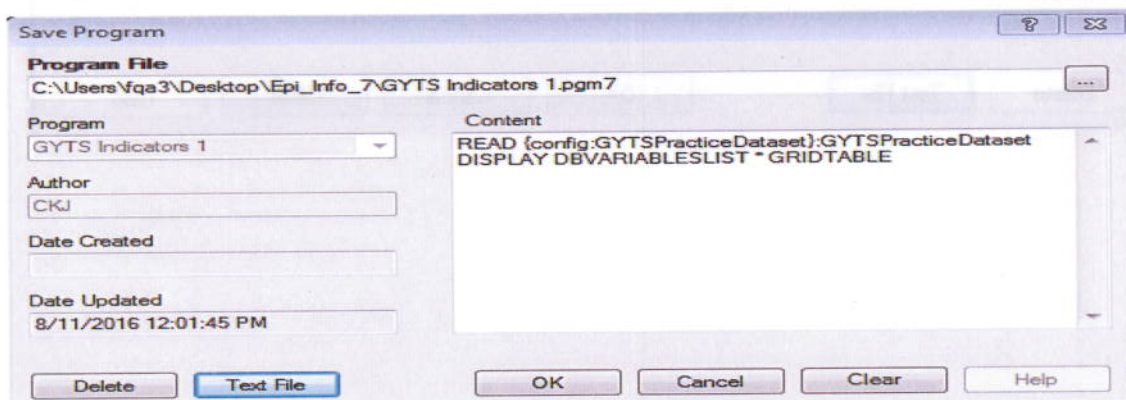 Save Program
Program File
C:\Users\fqa3\Desktop\Epi_Info_7\GYTS Indicators 1.pgm7
...
Program
GYTS Indicators 1
Author
CKJ
Date Created
Date Updated
8/11/2016 12:01:45 PM
Content
READ {config:GYTSPracticeDataset}:GYTSPracticeDataset
DISPLAY DBVARIABLESLIST * GRIDTABLE
Delete
Text File
OK
Cancel
Clear
Help